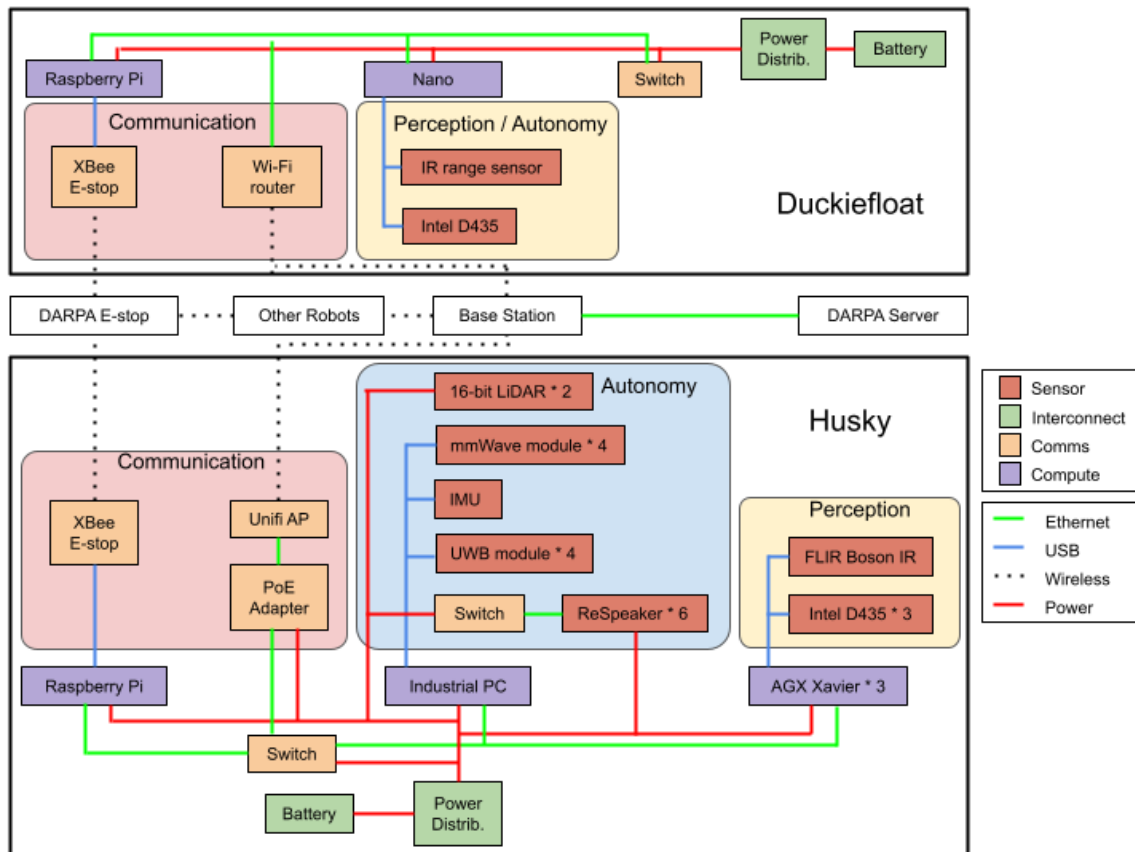 Power
Distrib.
Battery
Raspberry Pi
Nano
Switch
Communication
Perception / Autonomy
XBee
E-stop
Wi-Fi
router
IR range sensor
Intel D435
Duckiefloat
DARPA E-stop
Other Robots
Base Station
DARPA Server
16-bit LiDAR * 2
Autonomy
Husky
mmWave module * 4
Communication
IMU
XBee
E-stop
Unifi AP
UWB module * 4
PoE
Adapter
Switch
ReSpeaker * 6
Perception
FLIR Boson IR
Intel D435 * 3
Raspberry Pi
Industrial PC
AGX Xavier * 3
Switch
Battery
Power
Distrib.
Sensor
Interconnect
Comms
Compute
Ethernet
USB
Wireless
Power